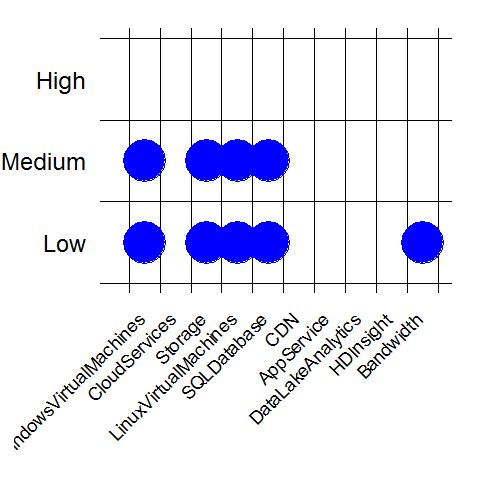 High
Medium
Low
ndowsVirtualMachines
CloudServices
Storage
LinuxVirtualMachines
SQLDatabase
CDN
AppService
DataLakeAnalytics
HDInsight
Bandwidth